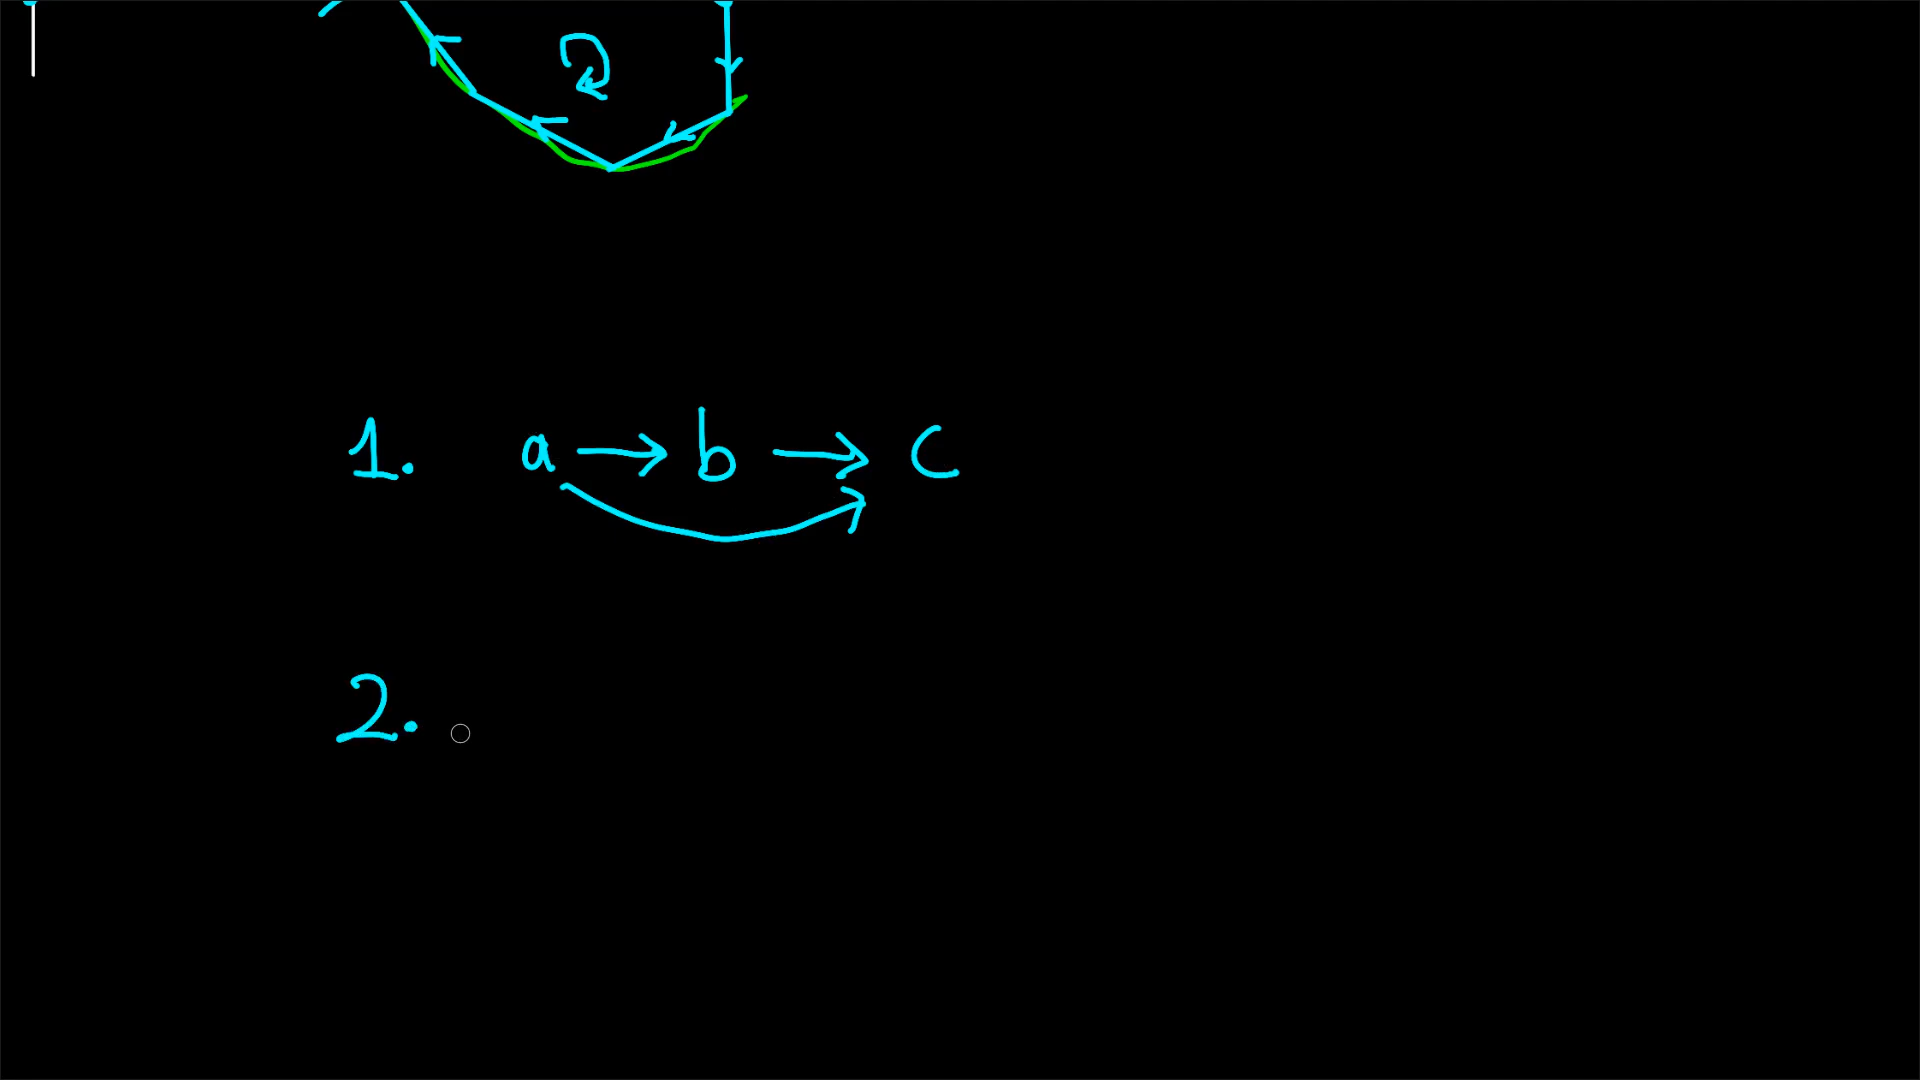 1. a → b → c
2.